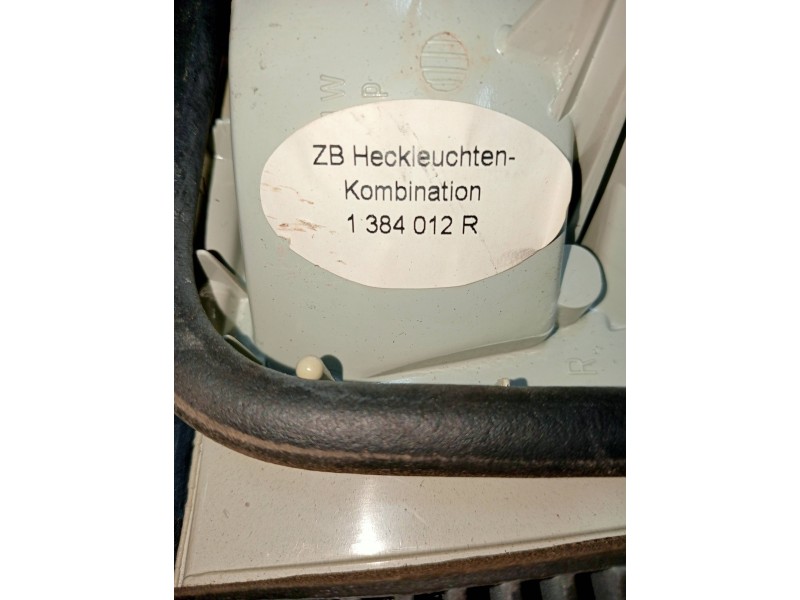 ZB Heckleuchten-
Kombination
1 384 012 R
R